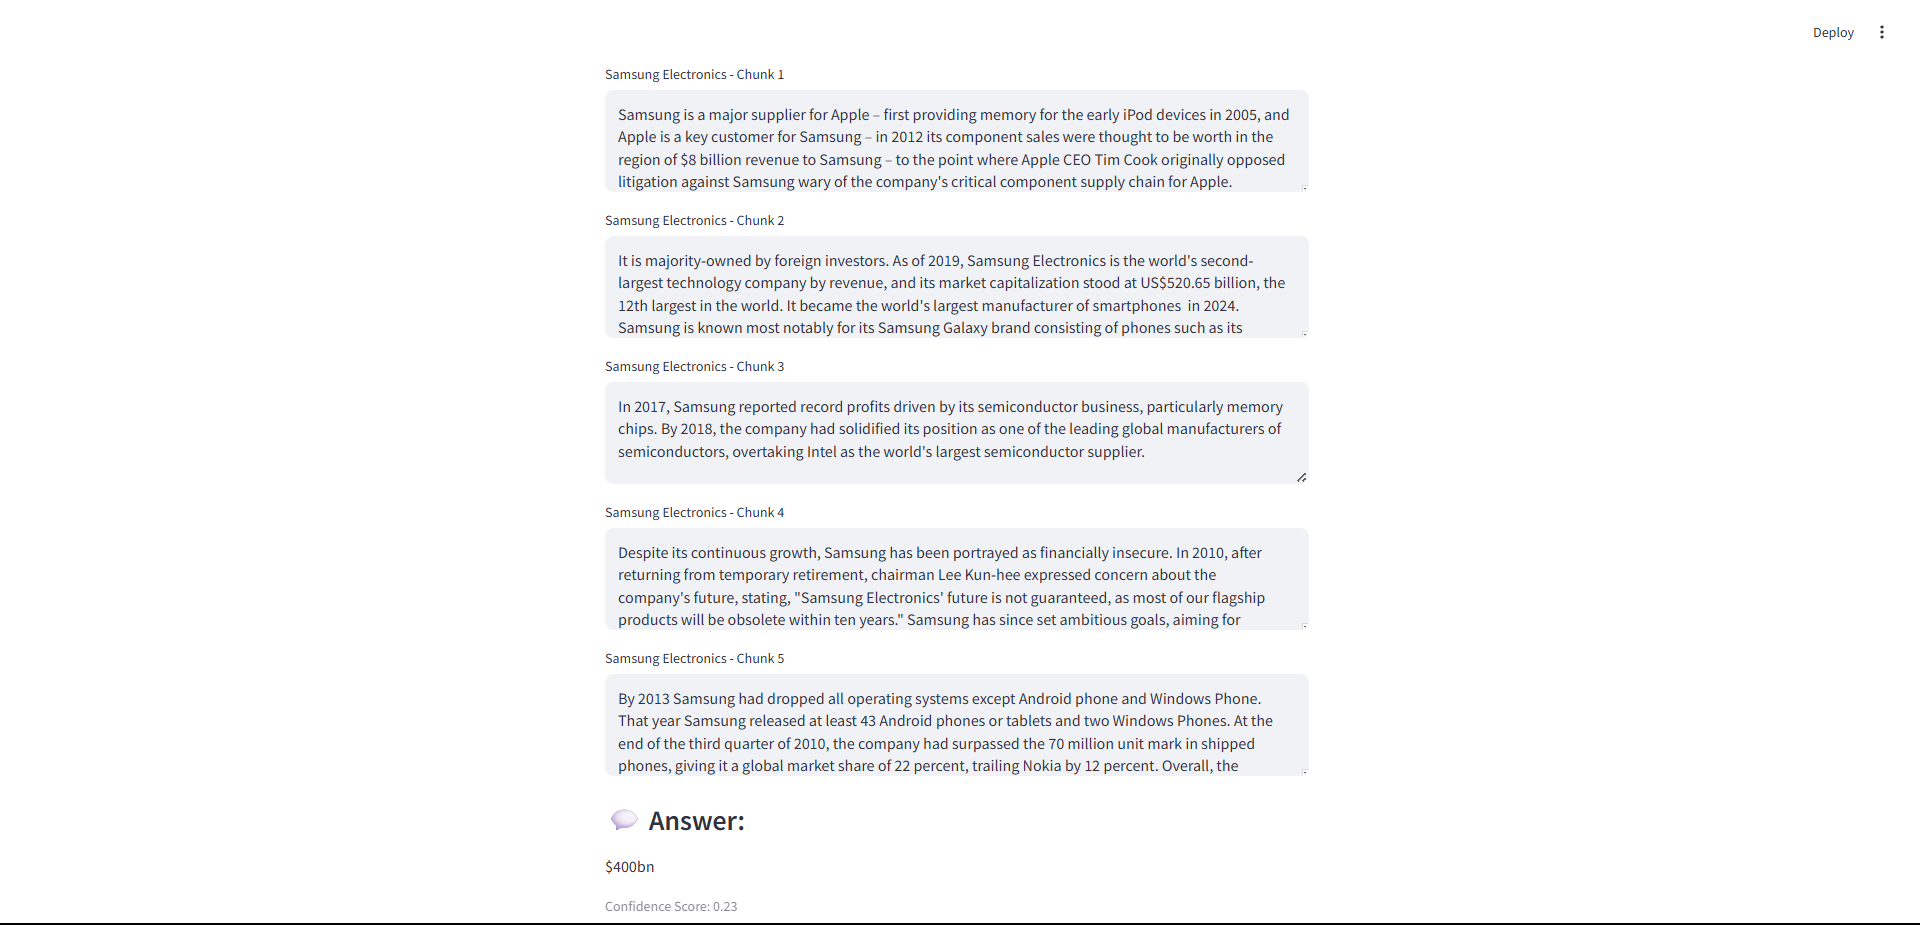 Deploy
Samsung Electronics - Chunk 1
Samsung is a major supplier for Apple – first providing memory for the early iPod devices in 2005, and
Apple is a key customer for Samsung – in 2012 its component sales were thought to be worth in the
region of $8 billion revenue to Samsung – to the point where Apple CEO Tim Cook originally opposed
litigation against Samsung wary of the company's critical component supply chain for Apple.
Samsung Electronics - Chunk 2
It is majority-owned by foreign investors. As of 2019, Samsung Electronics is the world's second-
largest technology company by revenue, and its market capitalization stood at US$520.65 billion, the
12th largest in the world. It became the world's largest manufacturer of smartphones  in 2024.
Samsung is known most notably for its Samsung Galaxy brand consisting of phones such as its
Samsung Electronics - Chunk 3
In 2017, Samsung reported record profits driven by its semiconductor business, particularly memory
chips. By 2018, the company had solidified its position as one of the leading global manufacturers of
semiconductors, overtaking Intel as the world's largest semiconductor supplier.
Samsung Electronics - Chunk 4
Despite its continuous growth, Samsung has been portrayed as financially insecure. In 2010, after
returning from temporary retirement, chairman Lee Kun-hee expressed concern about the
company's future, stating, "Samsung Electronics' future is not guaranteed, as most of our flagship
products will be obsolete within ten years." Samsung has since set ambitious goals, aiming for
Samsung Electronics - Chunk 5
By 2013 Samsung had dropped all operating systems except Android phone and Windows Phone.
That year Samsung released at least 43 Android phones or tablets and two Windows Phones. At the
end of the third quarter of 2010, the company had surpassed the 70 million unit mark in shipped
phones, giving it a global market share of 22 percent, trailing Nokia by 12 percent. Overall, the
Answer:
$400bn
Confidence Score: 0.23